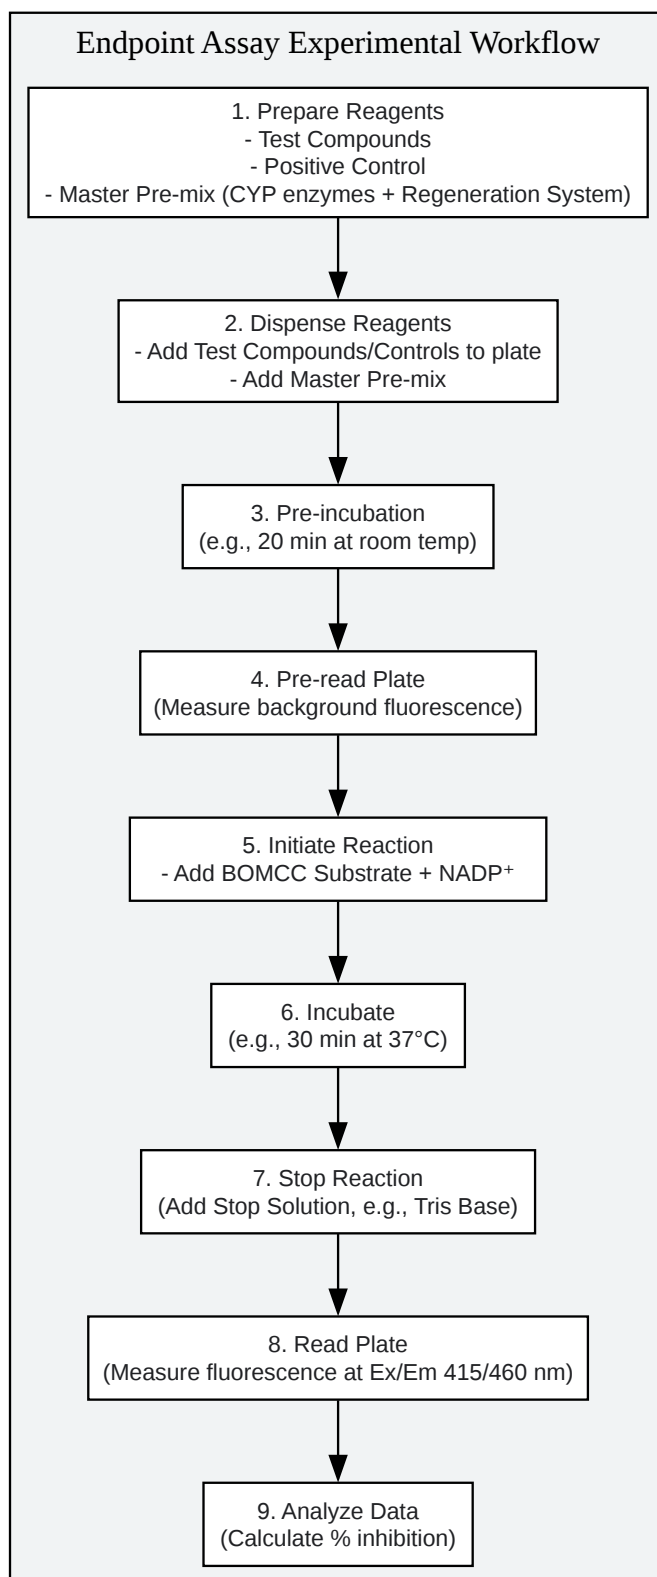 Endpoint Assay Experimental Workflow
1. Prepare Reagents
- Test Compounds
- Positive Control
- Master Pre-mix (CYP enzymes + Regeneration System)
2. Dispense Reagents
- Add Test Compounds/Controls to plate
- Add Master Pre-mix
3. Pre-incubation
(e.g., 20 min at room temp)
4. Pre-read Plate
(Measure background fluorescence)
5. Initiate Reaction
- Add BOMCC Substrate + NADP⁺
6. Incubate
(e.g., 30 min at 37°C)
7. Stop Reaction
(Add Stop Solution, e.g., Tris Base)
8. Read Plate
(Measure fluorescence at Ex/Em 415/460 nm)
9. Analyze Data
(Calculate % inhibition)